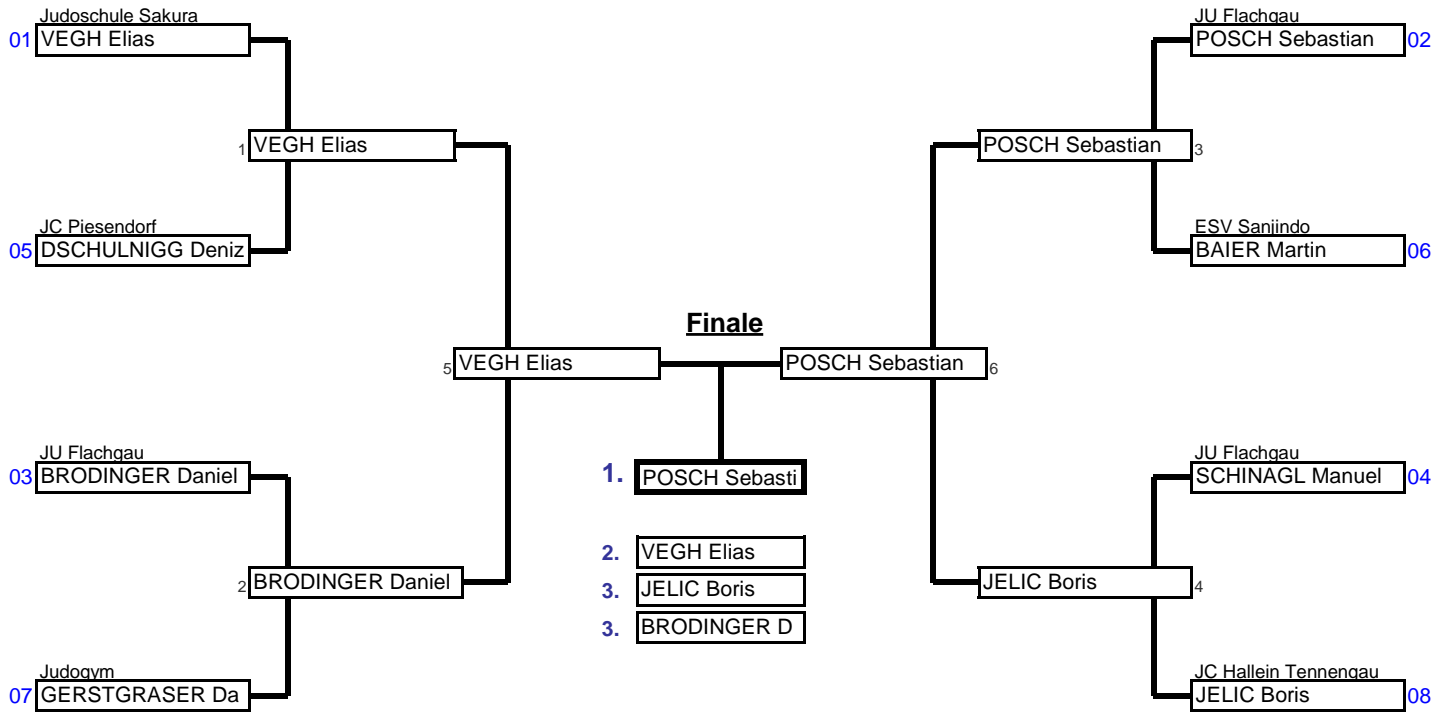 Judoschule Sakura
01 VEGH Elias
1 VEGH Elias
JC Piesendorf
05 DSCHULNIGG Deniz
5 VEGH Elias
JU Flachgau
03 BRODINGER Daniel
2 BRODINGER Daniel
Judogym
07 GERSTGRASER Da
Finale
1. POSCH Sebasti
2. VEGH Elias
3. JELIC Boris
3. BRODINGER D
JU Flachgau
POSCH Sebastian 02
POSCH Sebastian 3
ESV Sanjindo
BAIER Martin 06
POSCH Sebastian 6
JU Flachgau
SCHINAGL Manuel 04
JELIC Boris 4
JC Hallein Tennengau
JELIC Boris 08